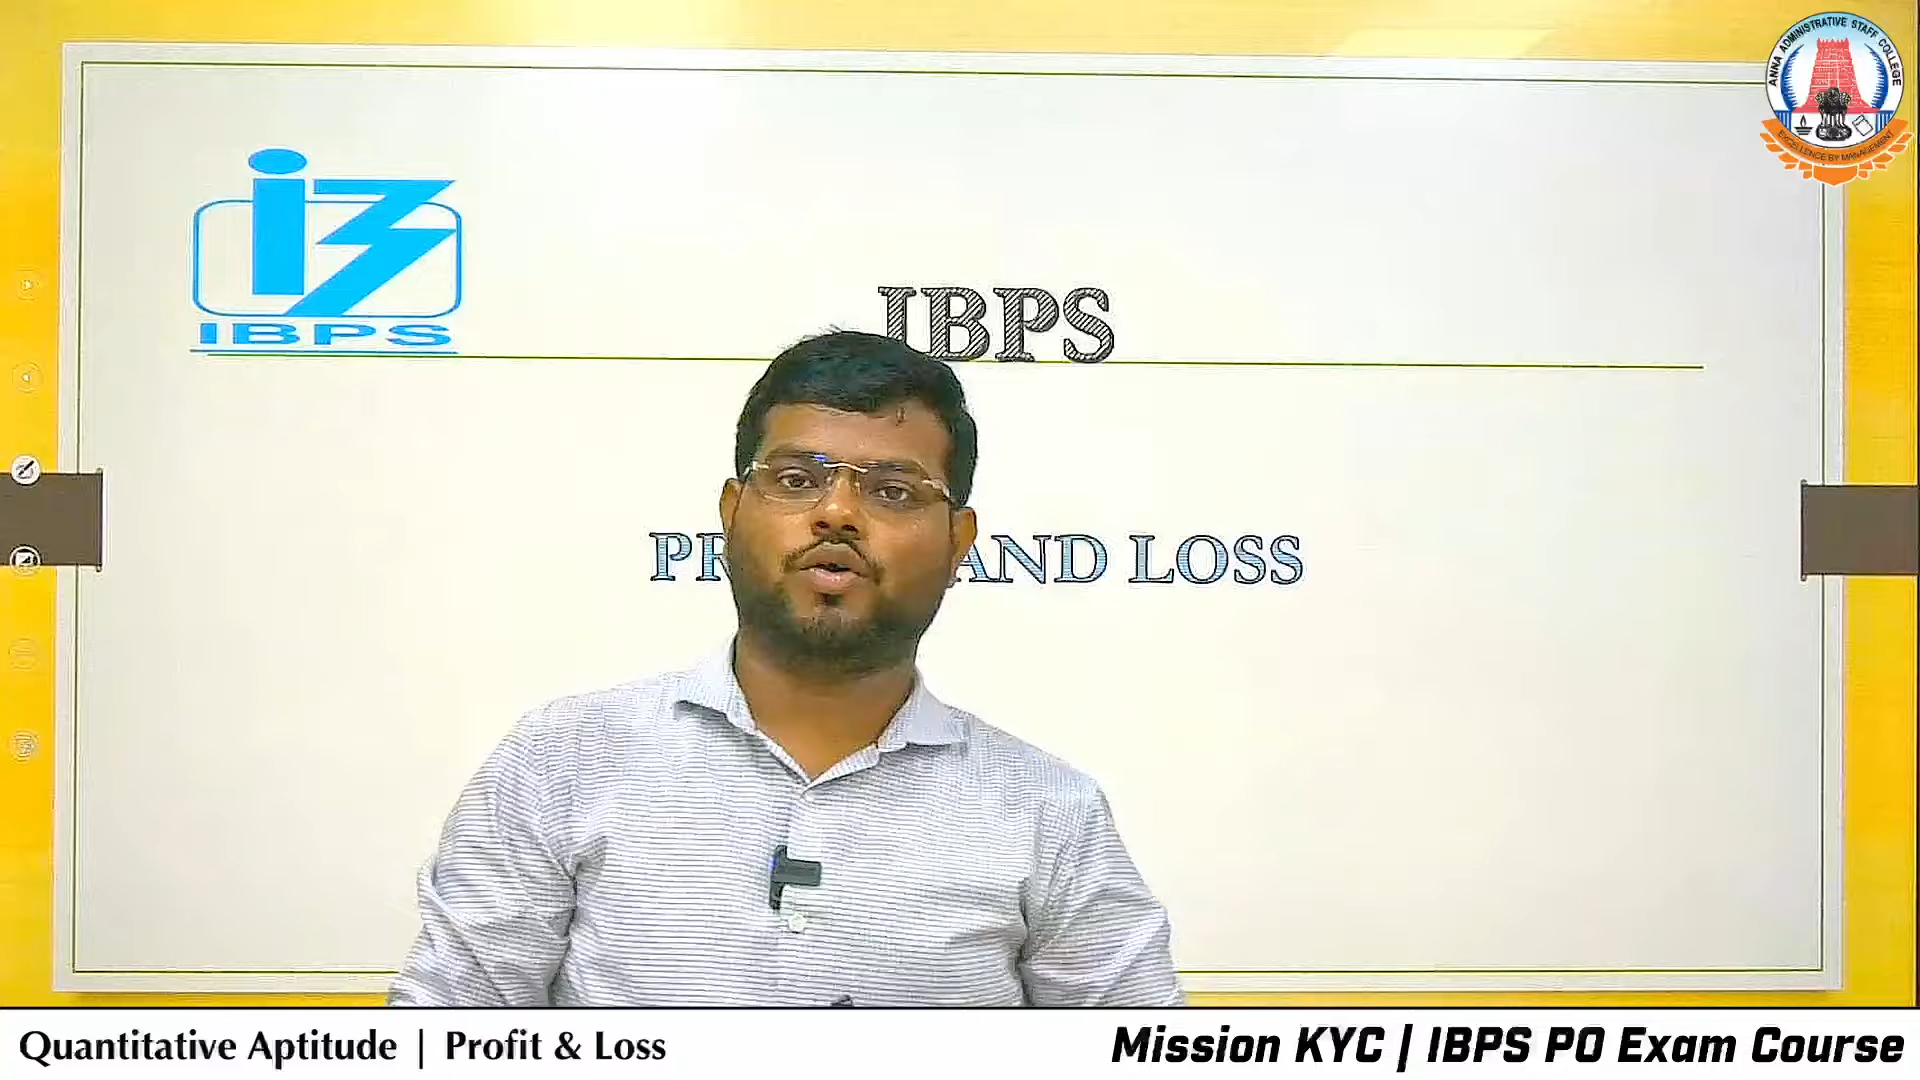 ANNA ADMINISTRATIVE STAFF COLLEGE
EXCELLENCE BY MANAGEMENT
IBPS
IBPS
PR AND LOSS
Quantitative Aptitude | Profit & Loss
Mission KYC | IBPS PO Exam Course